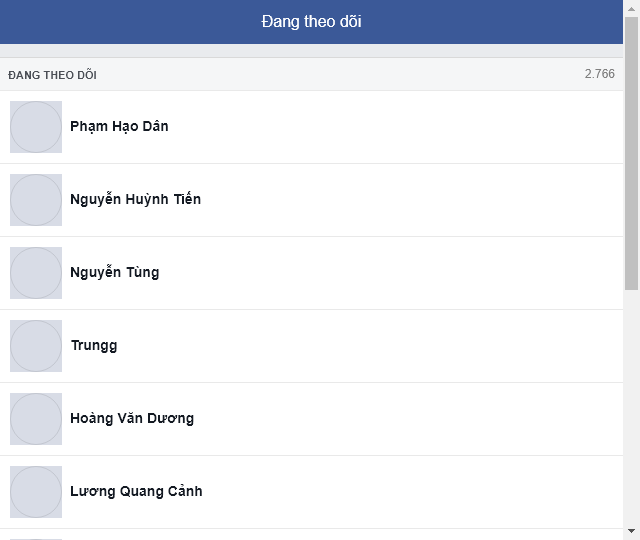 Đang theo dõi
ĐANG THEO DÕI 2.766
Phạm Hạo Dân
Nguyễn Huỳnh Tiến
Nguyễn Tùng
Trungg
Hoàng Văn Dương
Lương Quang Cảnh